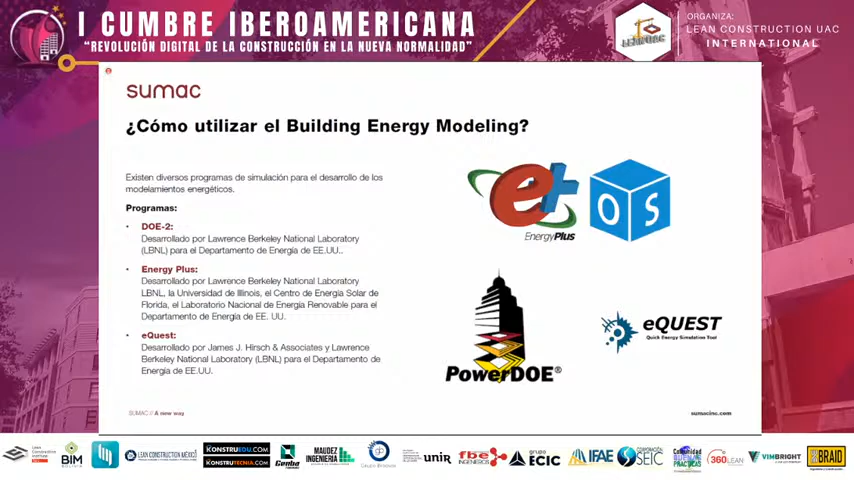 I CUMBRE IBEROAMERICANA
"REVOLUCIÓN DIGITAL DE LA CONSTRUCCIÓN EN LA NUEVA NORMALIDAD"
ORGANIZA:
LEAN CONSTRUCTION UAC
INTERNATIONAL
sumac
¿Cómo utilizar el Building Energy Modeling?
Existen diversos programas de simulación para el desarrollo de los
modelamientos energéticos.
Programas:
• DOE-2:
Desarrollado por Lawrence Berkeley National Laboratory
(LBNL) para el Departamento de Energía de EE.UU..
• Energy Plus:
Desarrollado por Lawrence Berkeley National Laboratory
LBNL, la Universidad de Illinois, el Centro de Energía Solar de
Florida, el Laboratorio Nacional de Energía Renovable para el
Departamento de Energía de EE. UU.
• eQuest:
Desarrollado por James J. Hirsch & Associates y Lawrence
Berkeley National Laboratory (LBNL) para el Departamento de
Energía de EE.UU.
e+
EnergyPlus
O S
PowerDOE®
eQUEST
Quick Energy Simulation Tool
SUMAC // A new way
sumacinc.com
BIM
LEAN CONSTRUCTION MÉXICO
KONSTRUEDU.COM
KONSTRUTECNIA.COM
Gemba
MAUDEZ
INGENIERIA
unir
fbe
INGENIEROS
grupo
ECIC
IFAE
SEIC
360LEAN
VIMBRIGHT
BRAID